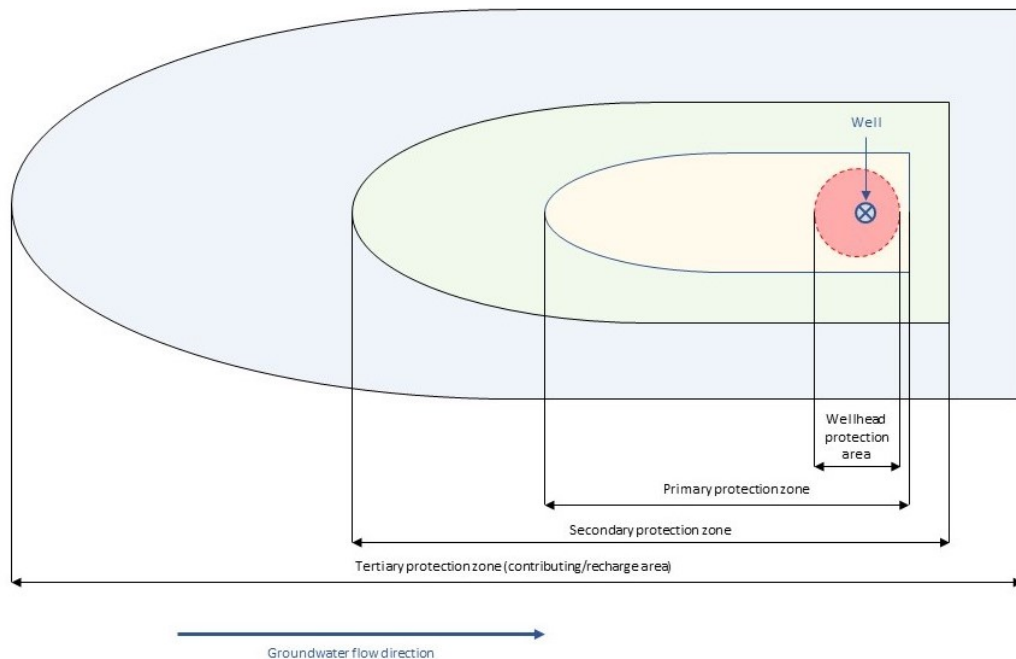 Well
Wellhead
protection
area
Primary protection zone
Secondary protection zone
Tertiary protection zone (contributing/recharge area)
Groundwater flow direction